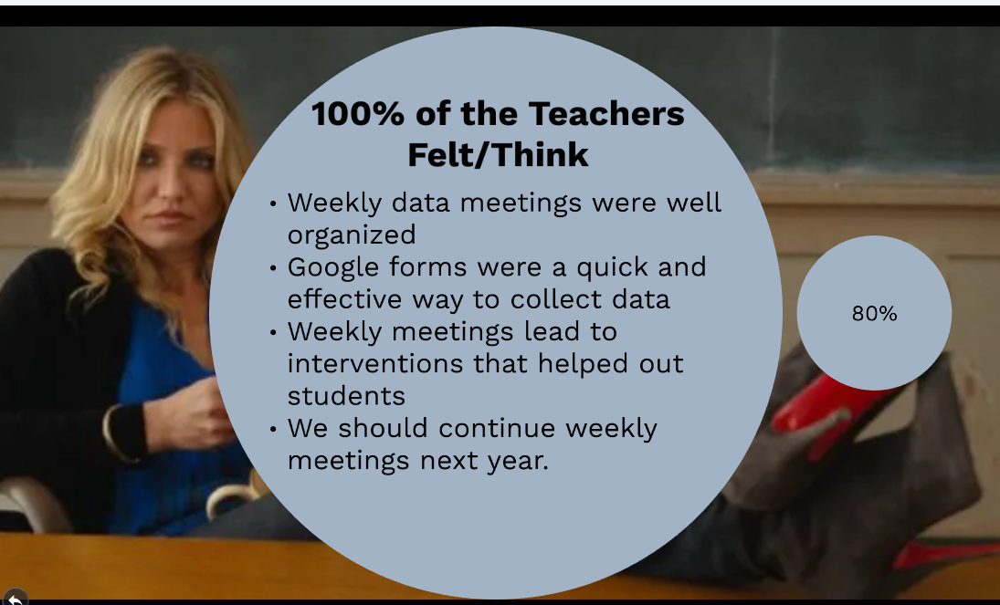 100% of the Teachers
Felt/Think
• Weekly data meetings were well
organized
• Google forms were a quick and
effective way to collect data
• Weekly meetings lead to
interventions that helped out
students
• We should continue weekly
meetings next year.
80%